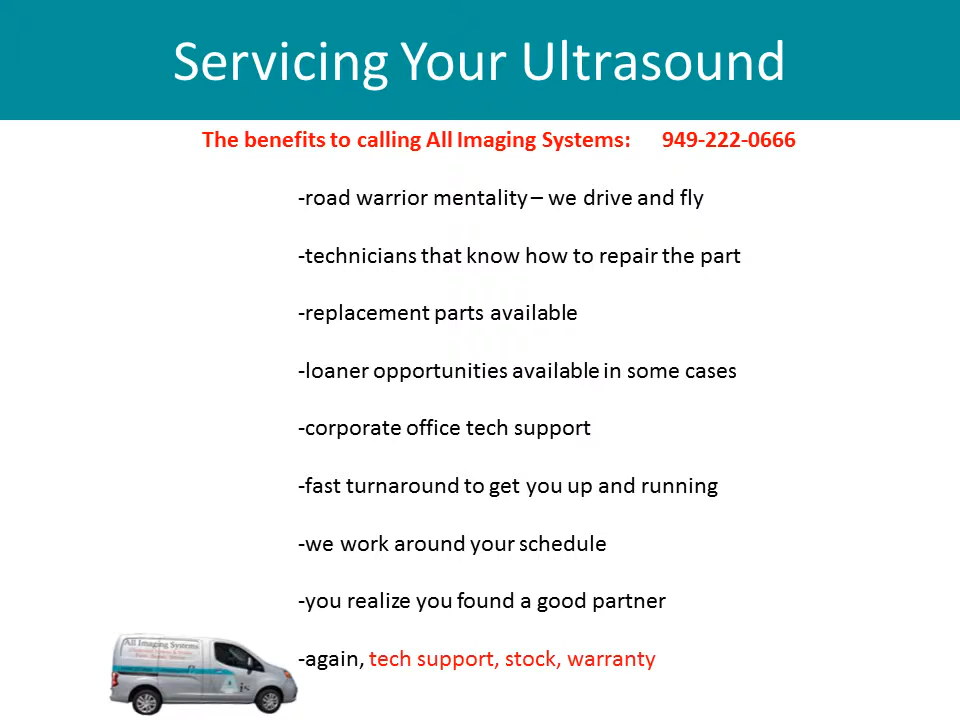 Servicing Your Ultrasound
The benefits to calling All Imaging Systems: 949-222-0666
-road warrior mentality – we drive and fly
-technicians that know how to repair the part
-replacement parts available
-loaner opportunities available in some cases
-corporate office tech support
-fast turnaround to get you up and running
-we work around your schedule
-you realize you found a good partner
-again, tech support, stock, warranty
All Imaging Systems